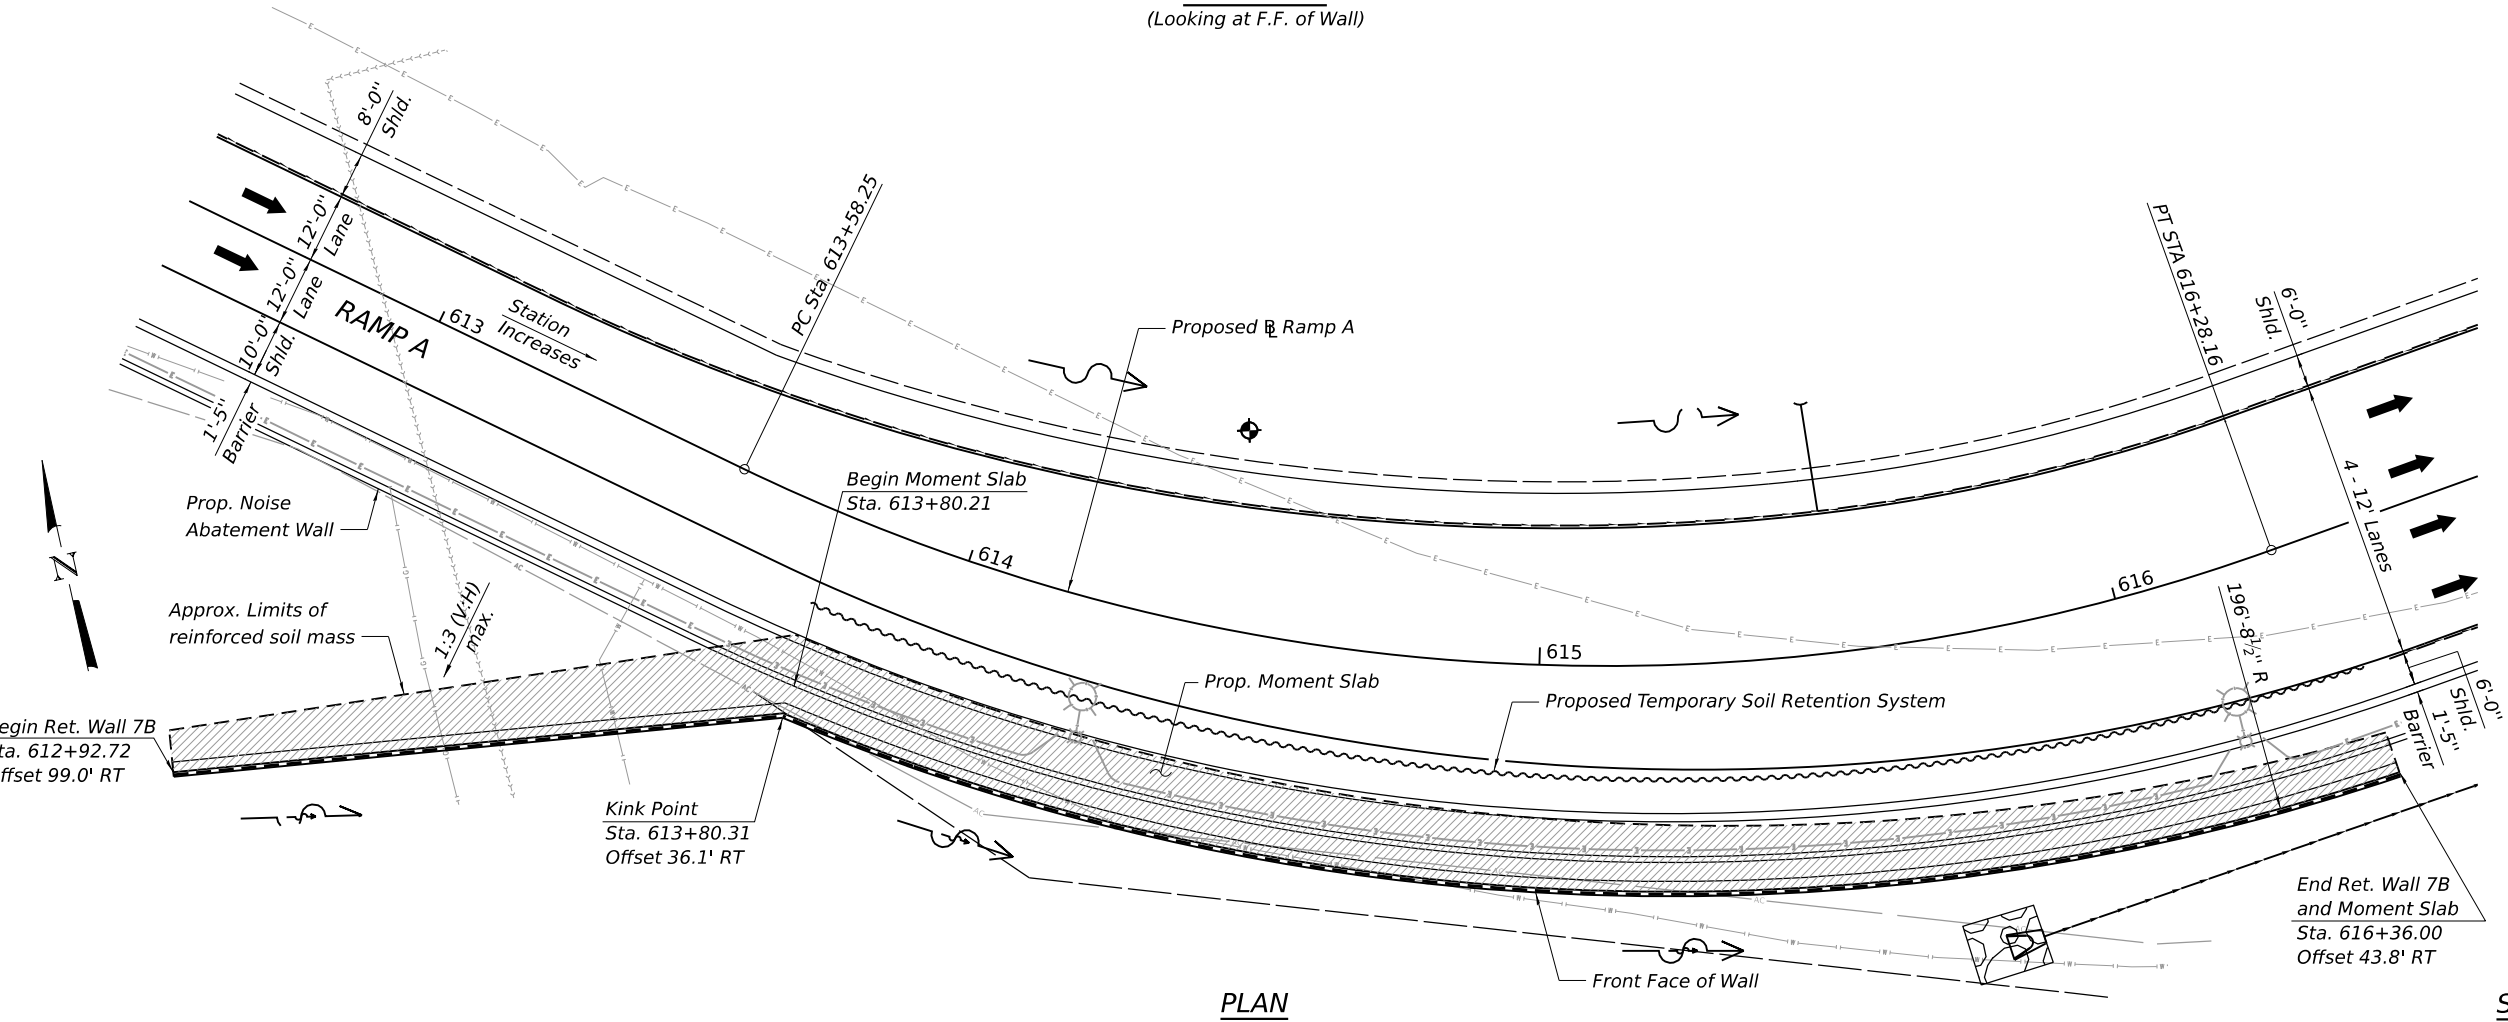 (Looking at F.F. of Wall)
8'-0"
Shld.
12'-0"
Lane
12'-0"
Lane
10'-0"
Shld.
1'-5"
Barrier
RAMP A
613
Station
Increases
PC Sta. 613+58.25
Proposed ℄ Ramp A
PT STA 616+28.16
6'-0"
Shld.
4 - 12' Lanes
Begin Moment Slab
Sta. 613+80.21
Prop. Noise
Abatement Wall
N
614
615
616
196'-8½" R
Approx. Limits of
reinforced soil mass
1:3 (V:H)
max.
Prop. Moment Slab
Proposed Temporary Soil Retention System
6'-0"
Shld.
1'-5"
Barrier
egin Ret. Wall 7B
ta. 612+92.72
ffset 99.0' RT
Kink Point
Sta. 613+80.31
Offset 36.1' RT
End Ret. Wall 7B
and Moment Slab
Sta. 616+36.00
Offset 43.8' RT
Front Face of Wall
PLAN
S